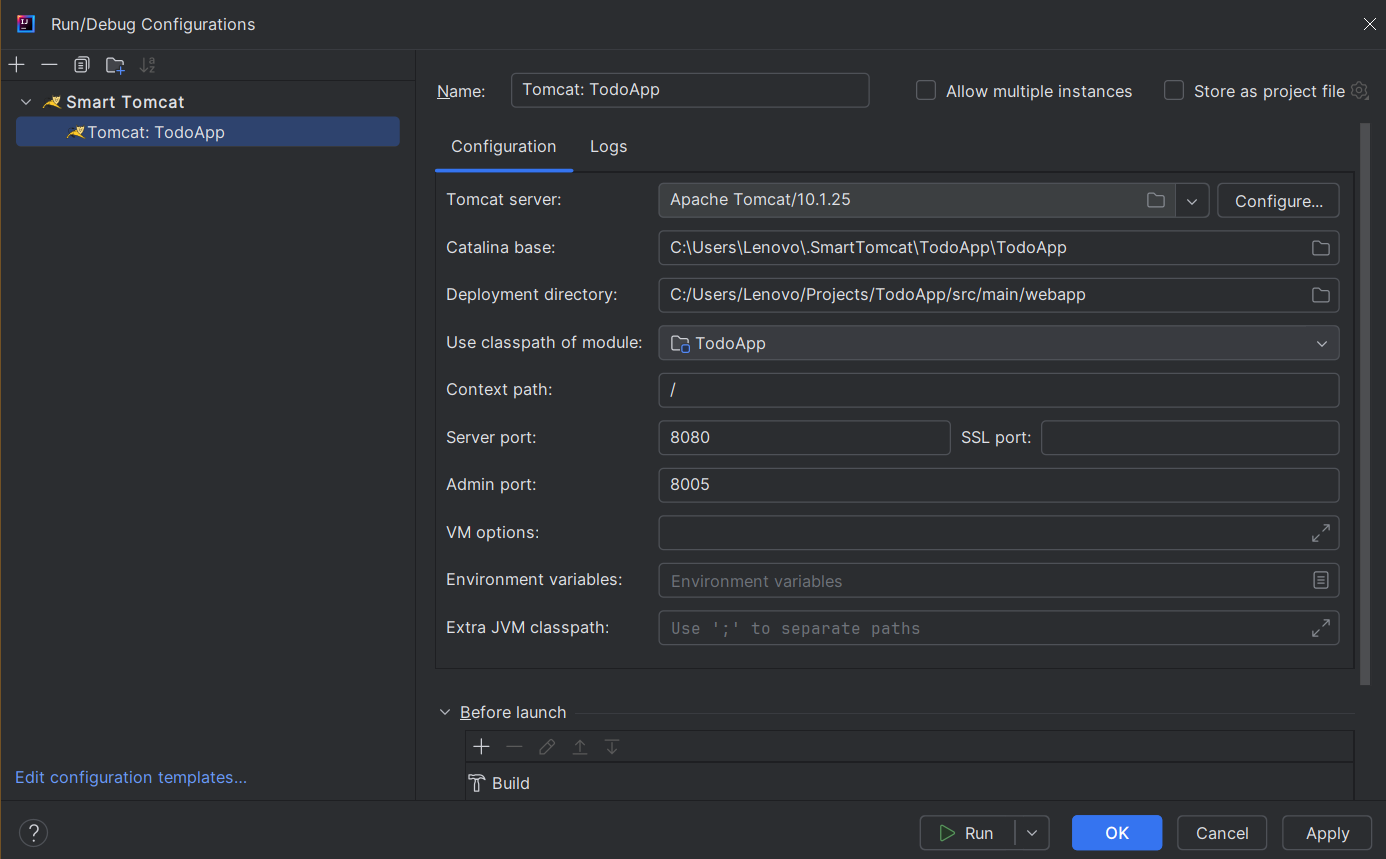 Run/Debug Configurations
Name: Tomcat: TodoApp Allow multiple instances Store as project file
Smart Tomcat
Tomcat: TodoApp
Configuration Logs
Tomcat server: Apache Tomcat/10.1.25 Configure...
Catalina base: C:\Users\Lenovo\.SmartTomcat\TodoApp\TodoApp
Deployment directory: C:/Users/Lenovo/Projects/TodoApp/src/main/webapp
Use classpath of module: TodoApp
Context path: /
Server port: 8080 SSL port:
Admin port: 8005
VM options:
Environment variables: Environment variables
Extra JVM classpath: Use ';' to separate paths
Before launch
Build
Edit configuration templates...
? Run OK Cancel Apply